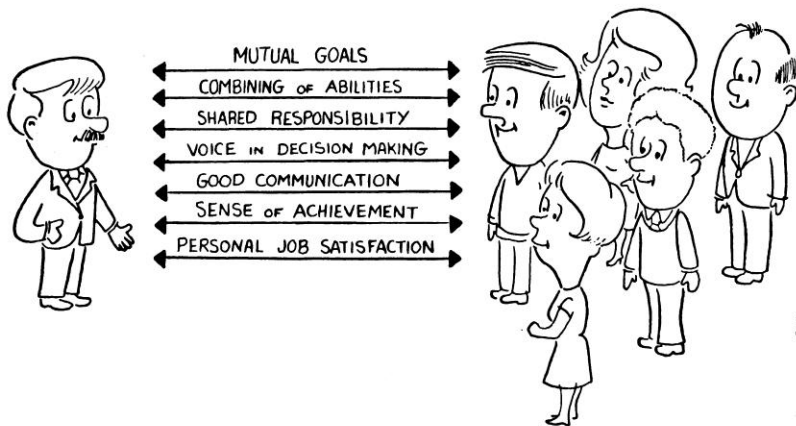 MUTUAL GOALS
COMBINING OF ABILITIES
SHARED RESPONSIBILITY
VOICE IN DECISION MAKING
GOOD COMMUNICATION
SENSE OF ACHIEVEMENT
PERSONAL JOB SATISFACTION